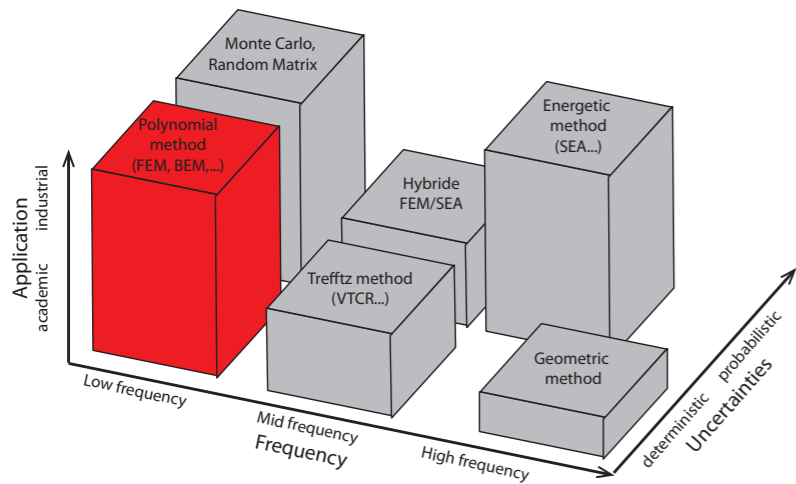 Monte Carlo,
Random Matrix
Polynomial
method
(FEM, BEM,...)
Energetic
method
(SEA...)
Hybride
FEM/SEA
Trefftz method
(VTCR...)
Geometric
method
Application
academic industrial
Low frequency
Mid frequency
High frequency
Frequency
deterministic probabilistic
Uncertainties